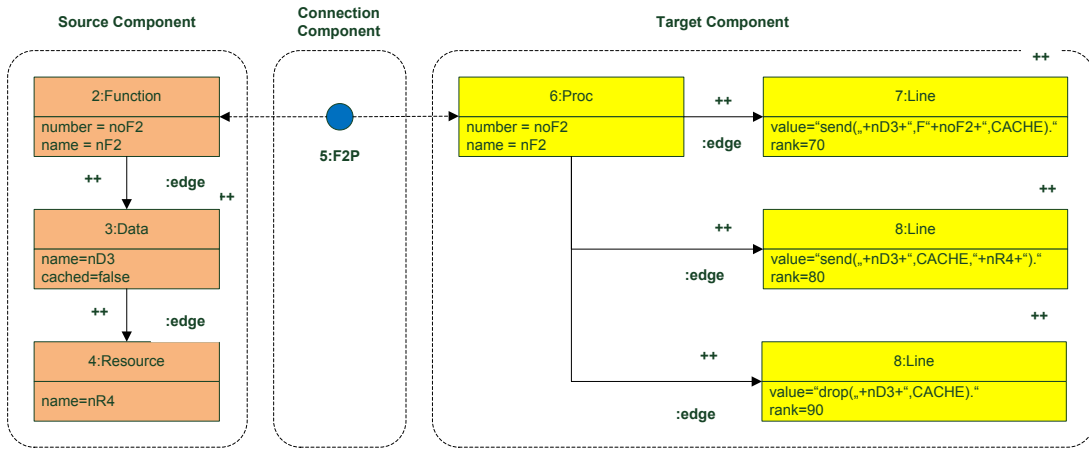 Source Component
Connection
Component
Target Component
++
2:Function
number = noF2
name = nF2
++
:edge
++
3:Data
name=nD3
cached=false
++
:edge
4:Resource
name=nR4
5:F2P
6:Proc
number = noF2
name = nF2
++
:edge
7:Line
value=“send(„+nD3+“,F“+noF2+“,CACHE).“
rank=70
++
++
:edge
8:Line
value=“send(„+nD3+“,CACHE,“+nR4+“).“
rank=80
++
++
:edge
8:Line
value=“drop(„+nD3+“,CACHE).“
rank=90